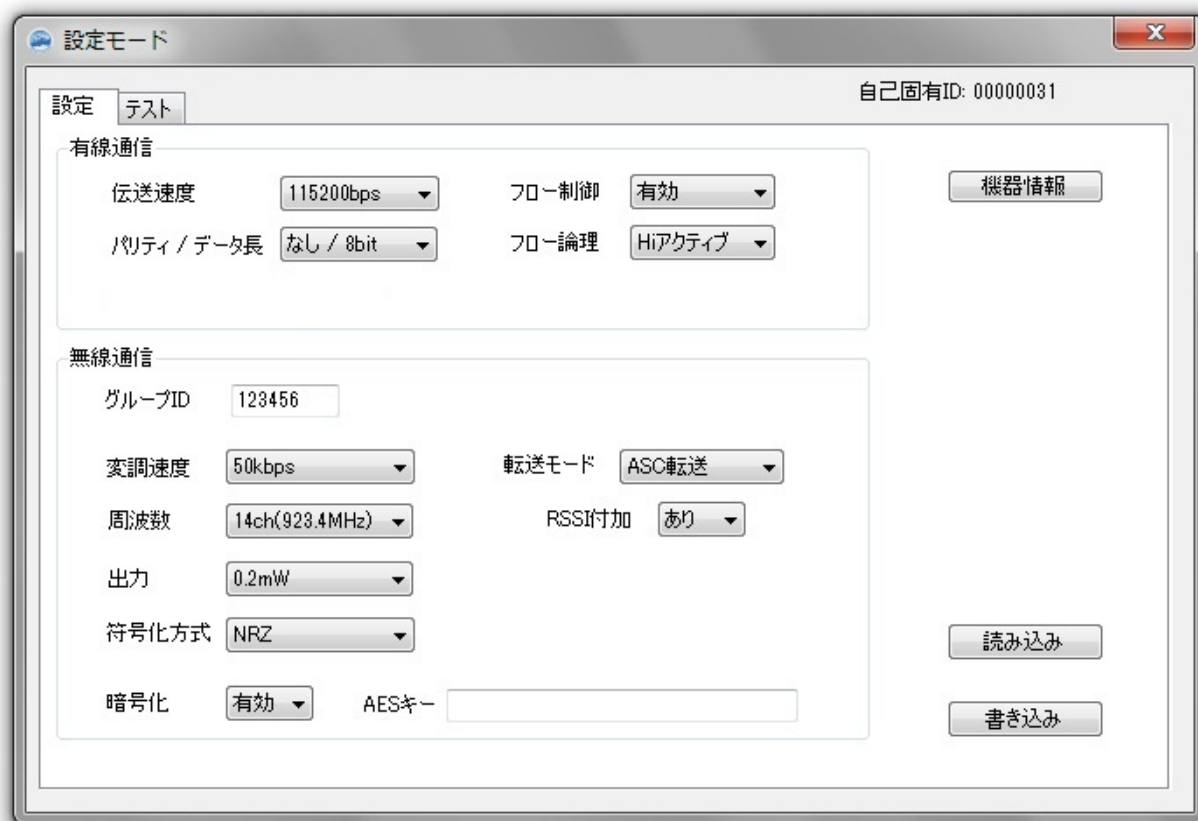 設定モード
自己固有ID: 00000031
設定 テスト
有線通信
伝送速度 115200bps フロー制御 有効
パリティ / データ長 なし / 8bit フロー論理 Hiアクティブ
機器情報
無線通信
グループID 123456
変調速度 50kbps 転送モード ASC転送
周波数 14ch(923.4MHz) RSSI付加 あり
出力 0.2mW
符号化方式 NRZ
読み込み
暗号化 有効 AESキー
書き込み